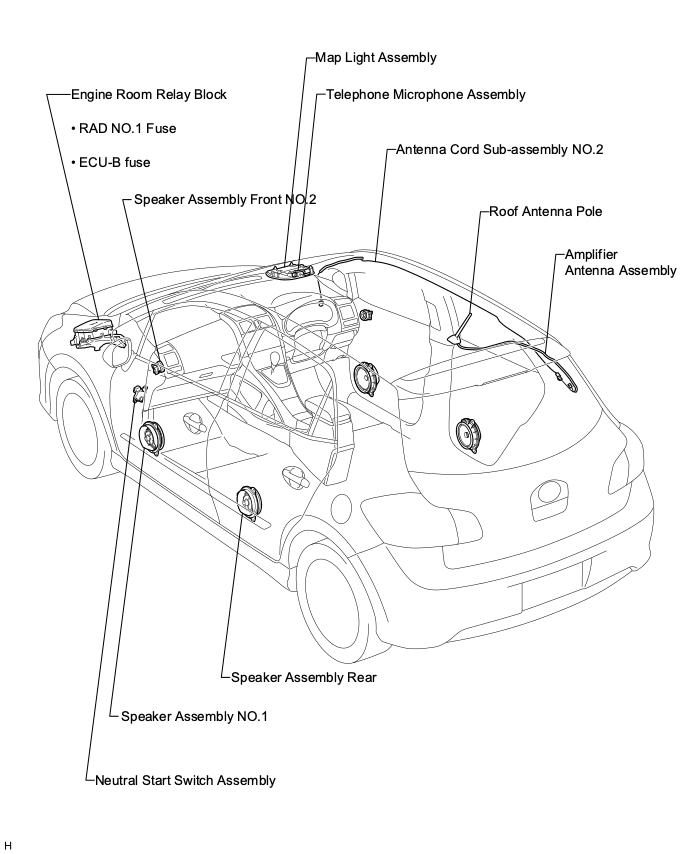 Map Light Assembly
Engine Room Relay Block
Telephone Microphone Assembly
• RAD NO.1 Fuse
Antenna Cord Sub-assembly NO.2
• ECU-B fuse
Speaker Assembly Front NO.2
Roof Antenna Pole
Amplifier
Antenna Assembly
Speaker Assembly Rear
Speaker Assembly NO.1
Neutral Start Switch Assembly
H